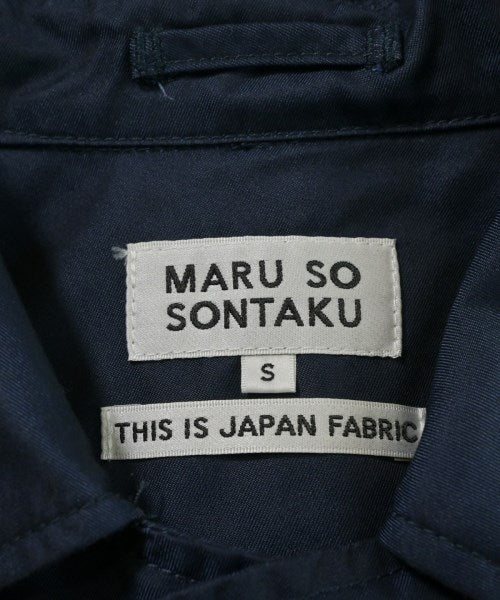 MARU SO
SONTAKU
S
THIS IS JAPAN FABRIC